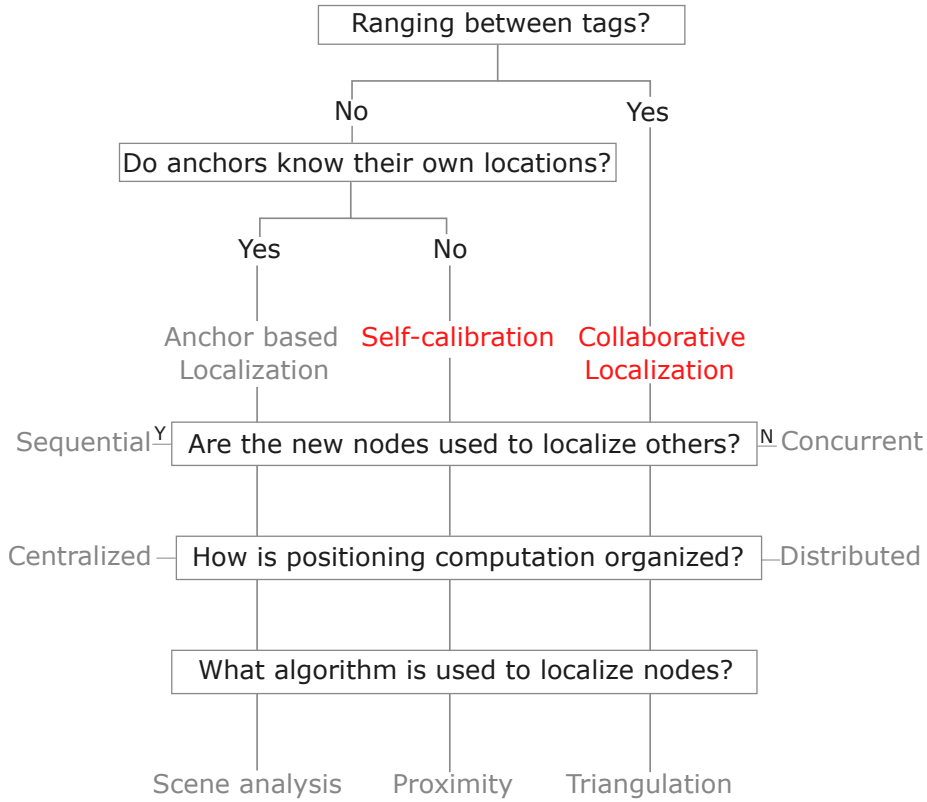 Ranging between tags?
No
Yes
Do anchors know their own locations?
Yes
No
Anchor based
Localization
Self-calibration
Collaborative
Localization
Sequential
Y
Are the new nodes used to localize others?
N
Concurrent
Centralized
How is positioning computation organized?
Distributed
What algorithm is used to localize nodes?
Scene analysis
Proximity
Triangulation